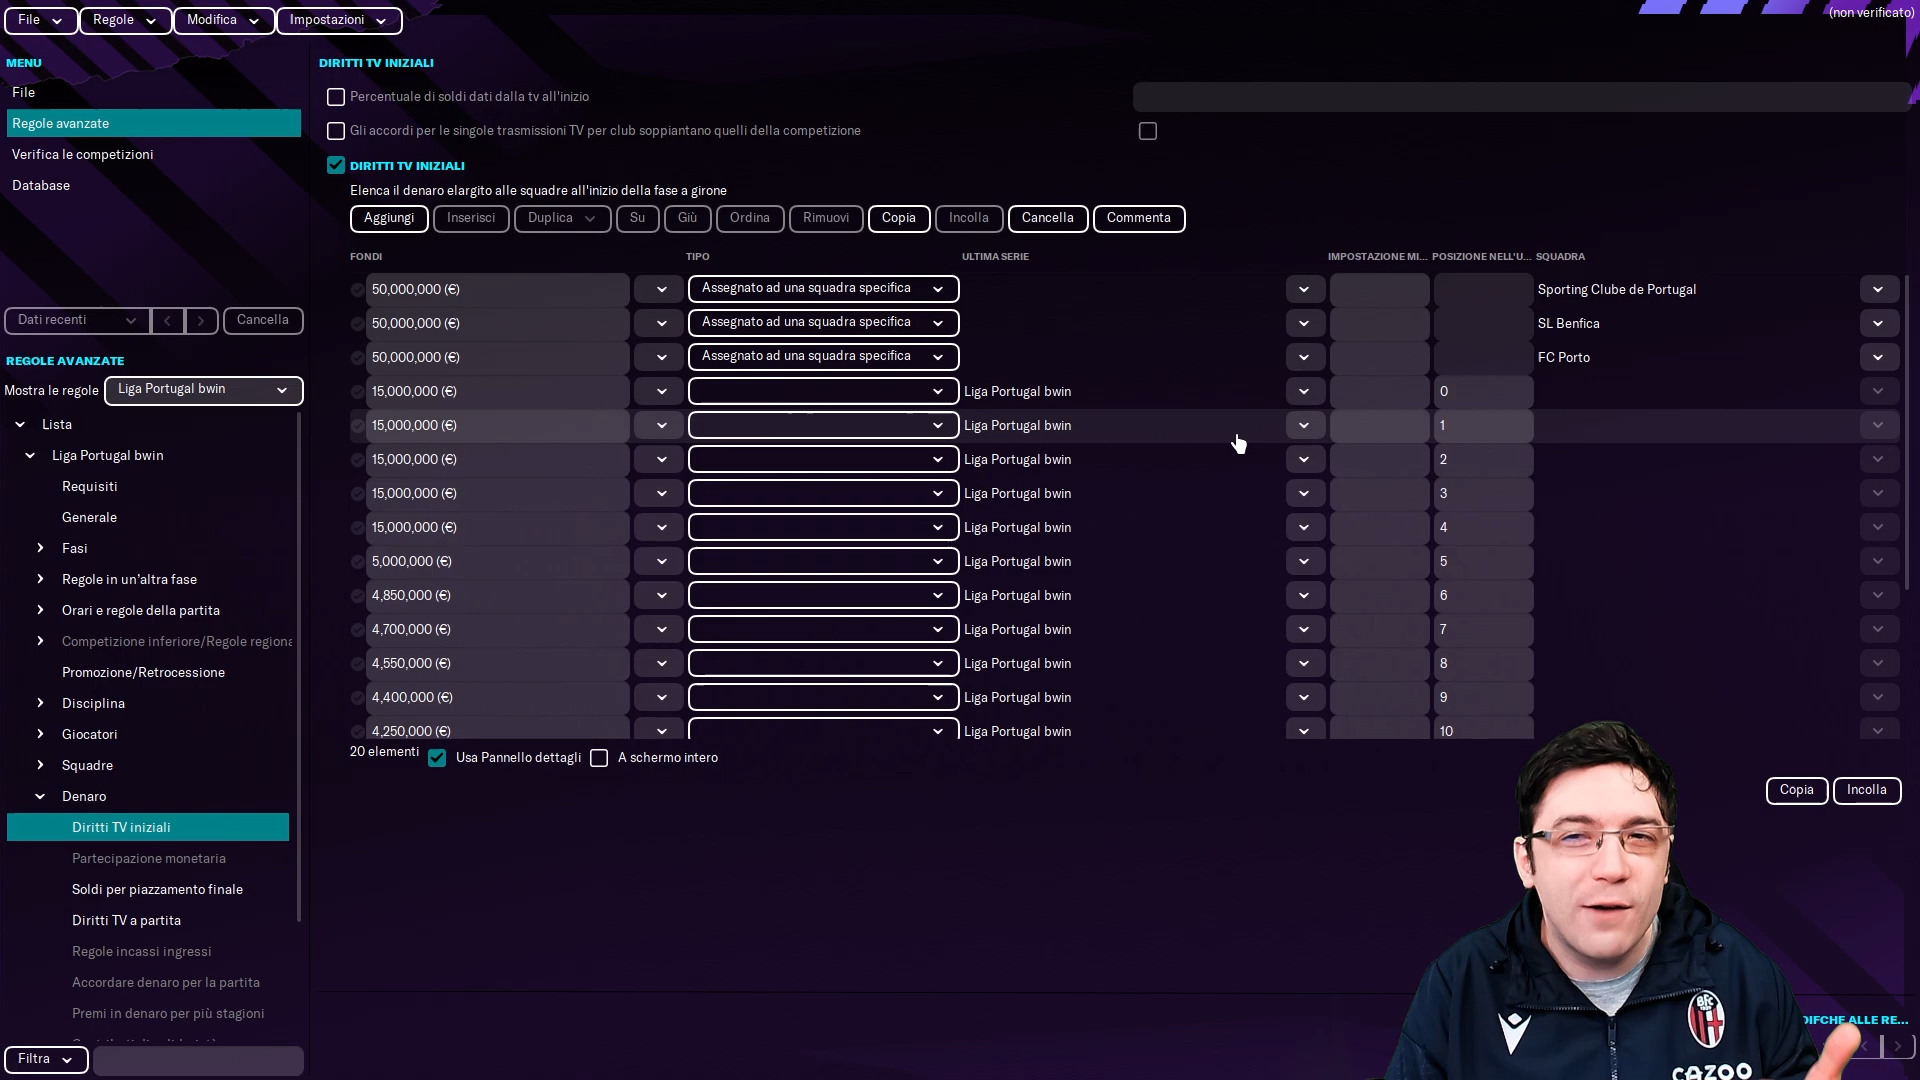 File
Regole
Modifica
Impostazioni
(non verificato)
MENU
File
Regole avanzate
Verifica le competizioni
Database
Dati recenti
Cancella
REGOLE AVANZATE
Mostra le regole
Liga Portugal bwin
Lista
Liga Portugal bwin
Requisiti
Generale
Fasi
Regole in un'altra fase
Orari e regole della partita
Competizione inferiore/Regole regiona
Promozione/Retrocessione
Disciplina
Giocatori
Squadre
Denaro
Diritti TV iniziali
Partecipazione monetaria
Soldi per piazzamento finale
Diritti TV a partita
Regole incassi ingressi
Accordare denaro per la partita
Premi in denaro per più stagioni
Filtra
DIRITTI TV INIZIALI
Percentuale di soldi dati dalla tv all'inizio
Gli accordi per le singole trasmissioni TV per club soppiantano quelli della competizione
DIRITTI TV INIZIALI
Elenca il denaro elargito alle squadre all'inizio della fase a girone
Aggiungi Inserisci Duplica Su Giù Ordina Rimuovi Copia Incolla Cancella Commenta
FONDI TIPO ULTIMA SERIE IMPOSTAZIONE MI... POSIZIONE NELL'U... SQUADRA
50,000,000 (€) Assegnato ad una squadra specifica Sporting Clube de Portugal
50,000,000 (€) Assegnato ad una squadra specifica SL Benfica
50,000,000 (€) Assegnato ad una squadra specifica FC Porto
15,000,000 (€) Liga Portugal bwin 0
15,000,000 (€) Liga Portugal bwin 1
15,000,000 (€) Liga Portugal bwin 2
15,000,000 (€) Liga Portugal bwin 3
15,000,000 (€) Liga Portugal bwin 4
5,000,000 (€) Liga Portugal bwin 5
4,850,000 (€) Liga Portugal bwin 6
4,700,000 (€) Liga Portugal bwin 7
4,550,000 (€) Liga Portugal bwin 8
4,400,000 (€) Liga Portugal bwin 9
4,250,000 (€) Liga Portugal bwin 10
20 elementi
Usa Pannello dettagli
A schermo intero
Copia
Incolla
DIFCHE ALLE RE...
BFC
1909
CAZOO